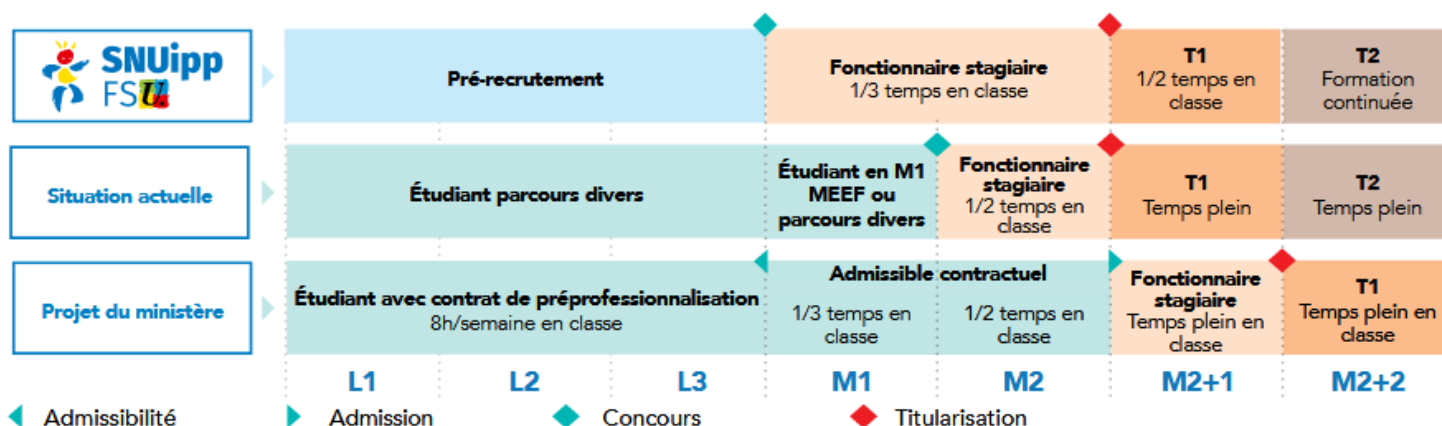 SNUipp
FSU.
Pré-recrutement
Fonctionnaire stagiaire
1/3 temps en classe
T1
1/2 temps en
classe
T2
Formation
continuée
Situation actuelle
Étudiant parcours divers
Étudiant en M1
MEEF ou
parcours divers
Fonctionnaire
stagiaire
1/2 temps en
classe
T1
Temps plein
T2
Temps plein
Projet du ministère
Étudiant avec contrat de préprofessionnalisation
8h/semaine en classe
Admissible contractuel
1/3 temps en
classe
1/2 temps en
classe
Fonctionnaire
stagiaire
Temps plein en
classe
T1
Temps plein en
classe
L1 L2 L3 M1 M2 M2+1 M2+2
Admissibilité Admission Concours Titularisation